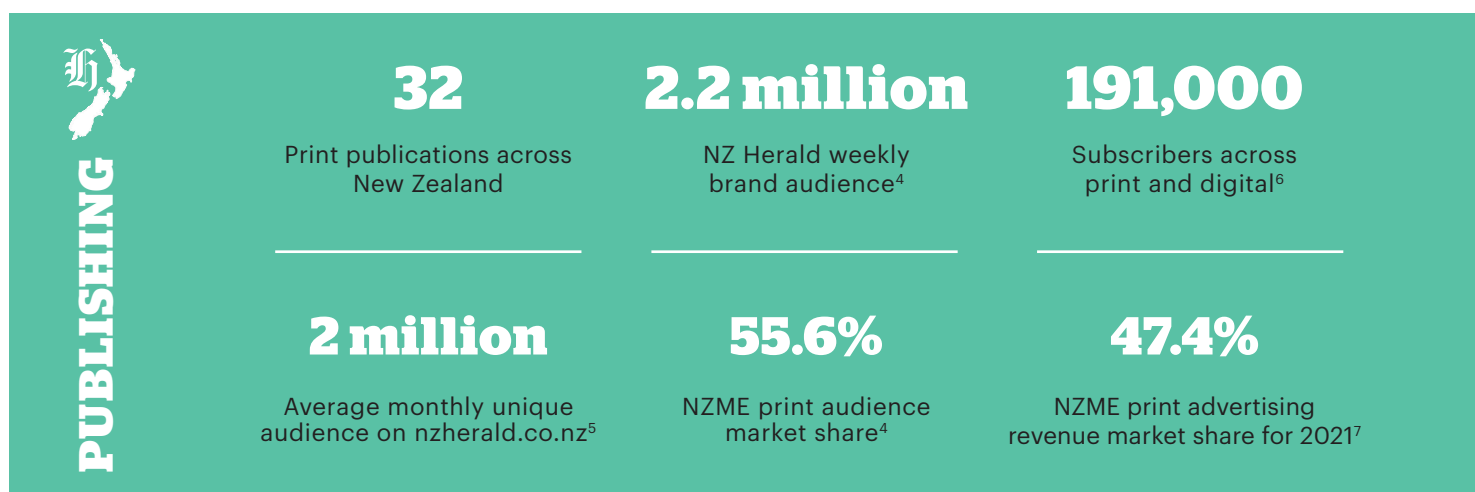 PUBLISHING
32
Print publications across
New Zealand
2.2 million
NZ Herald weekly
brand audience⁴
191,000
Subscribers across
print and digital⁶
2 million
Average monthly unique
audience on nzherald.co.nz⁵
55.6%
NZME print audience
market share⁴
47.4%
NZME print advertising
revenue market share for 2021⁷